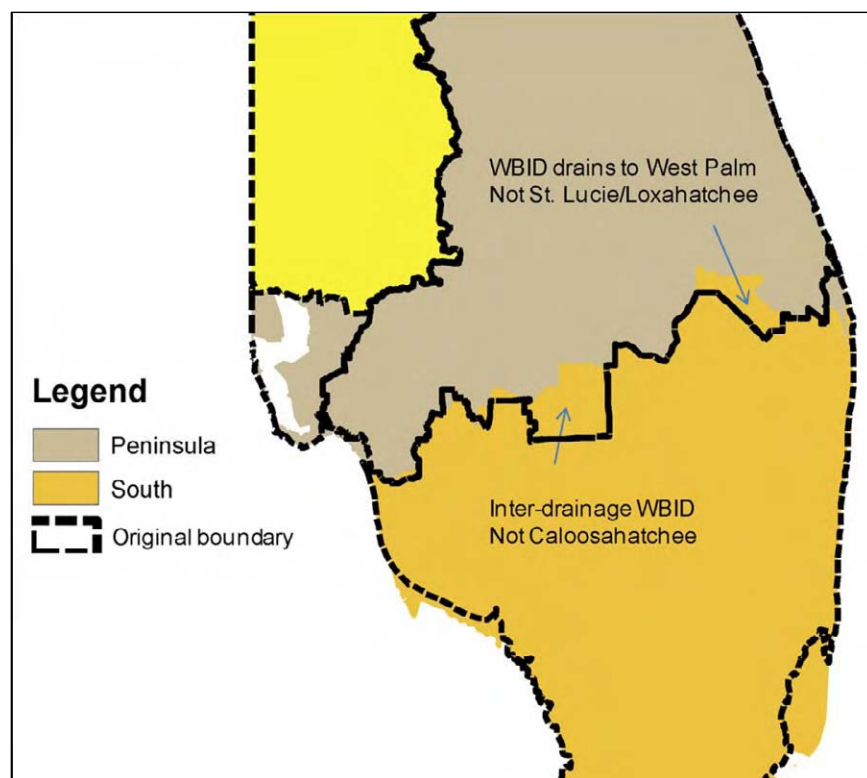 WBID drains to West Palm
Not St. Lucie/Loxahatchee
Legend
Peninsula
South
Original boundary
Inter-drainage WBID
Not Caloosahatchee